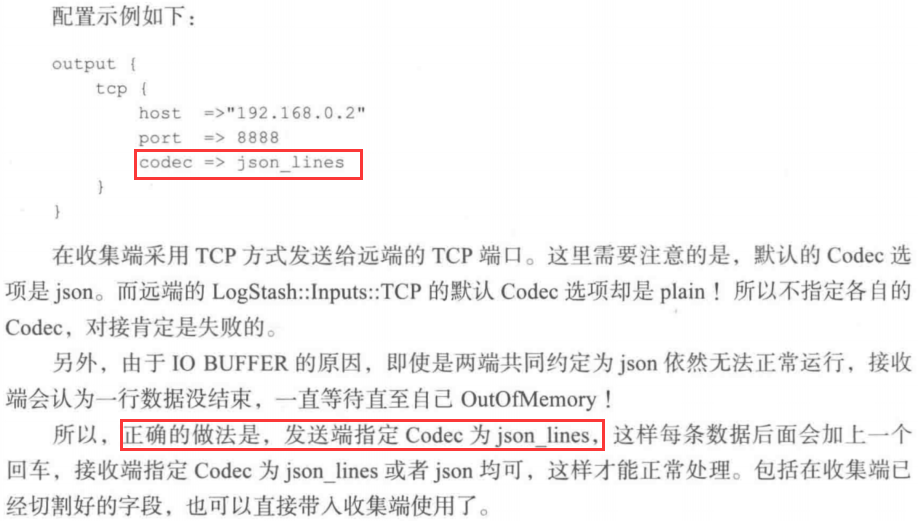 配置示例如下：
output {
tcp {
host =>"192.168.0.2"
port => 8888
codec => json_lines
}
}
在收集端采用 TCP 方式发送给远端的 TCP 端口。这里需要注意的是，默认的 Codec 选
项是 json。而远端的 LogStash::Inputs::TCP 的默认 Codec 选项却是 plain！所以不指定各自的
Codec，对接肯定是失败的。
另外，由于 IO BUFFER 的原因，即使是两端共同约定为 json 依然无法正常运行，接收
端会认为一行数据没结束，一直等待直至自己 OutOfMemory！
所以，正确的做法是，发送端指定 Codec 为 json_lines，这样每条数据后面会加上一个
回车，接收端指定 Codec 为 json_lines 或者 json 均可，这样才能正常处理。包括在收集端已
经切割好的字段，也可以直接带入收集端使用了。